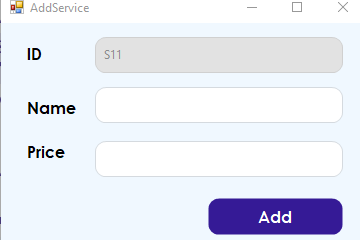 AddService
ID S11
Name
Price
Add